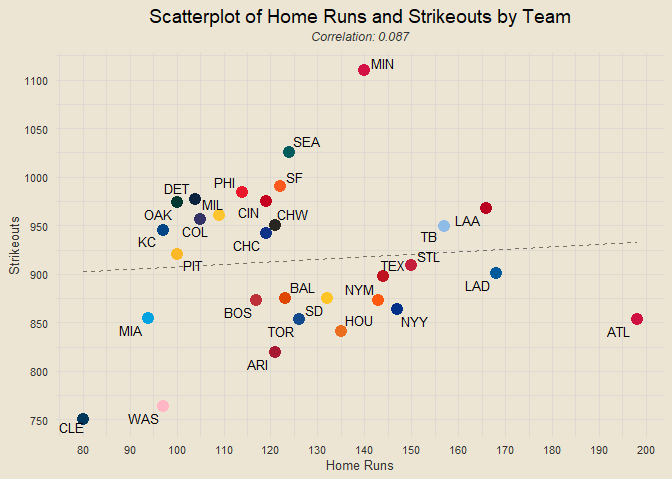 Scatterplot of Home Runs and Strikeouts by Team
Correlation: 0.087
MIN
1100
1050
SEA
1000
SF
PHI
DET
MIL
CIN
CHW
OAK
950
COL
LAA
TB
KC
CHC
Strikeouts
PIT
TEX
STL
900
LAD
BAL
NYM
BOS
SD
850
MIA
TOR
HOU
NYY
ATL
ARI
800
750
CLE
WAS
80 90 100 110 120 130 140 150 160 170 180 190 200
Home Runs